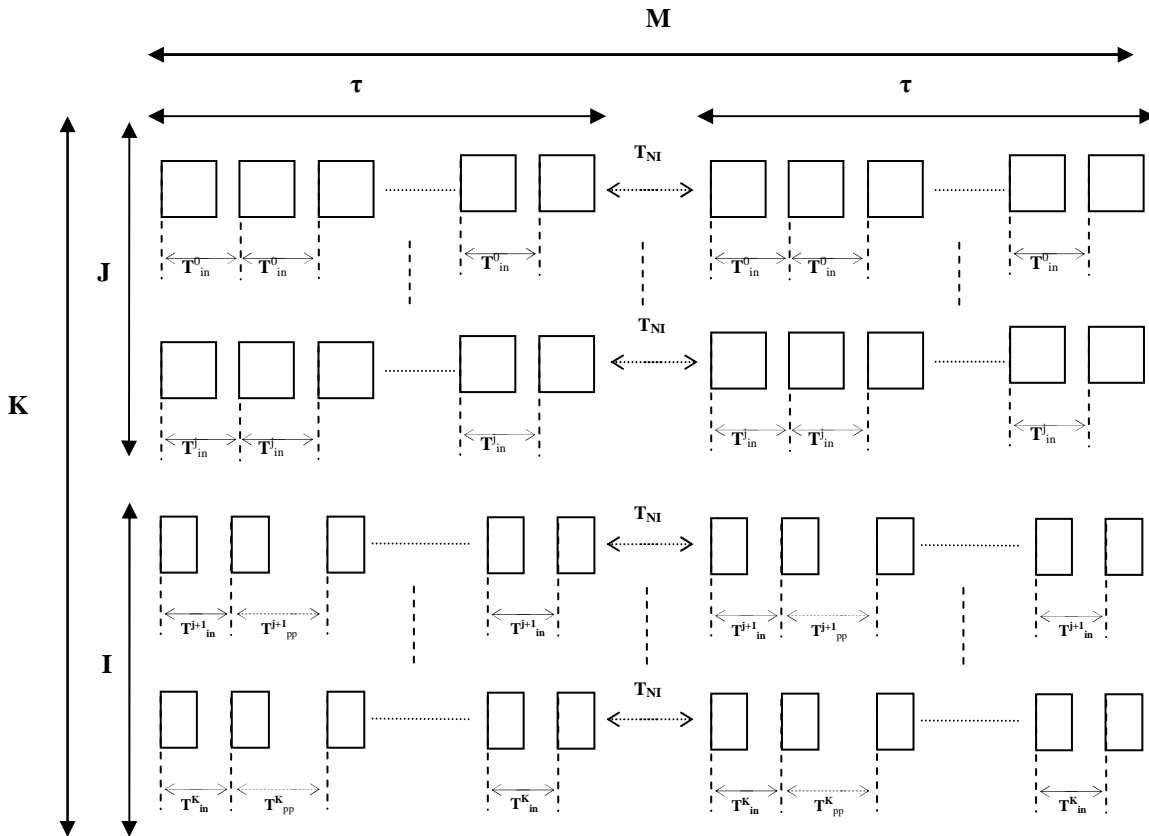 M
τ τ
T_NI
J
T^0_in T^0_in T^0_in T^0_in T^0_in T^0_in
T_NI
K
T^j_in T^j_in T^j_in T^j_in T^j_in T^j_in
T_NI
T^j+1_in T^j+1_pp T^j+1_in T^j+1_in T^j+1_pp T^j+1_in
I
T_NI
T^K_in T^K_pp T^K_in T^K_in T^K_pp T^K_in